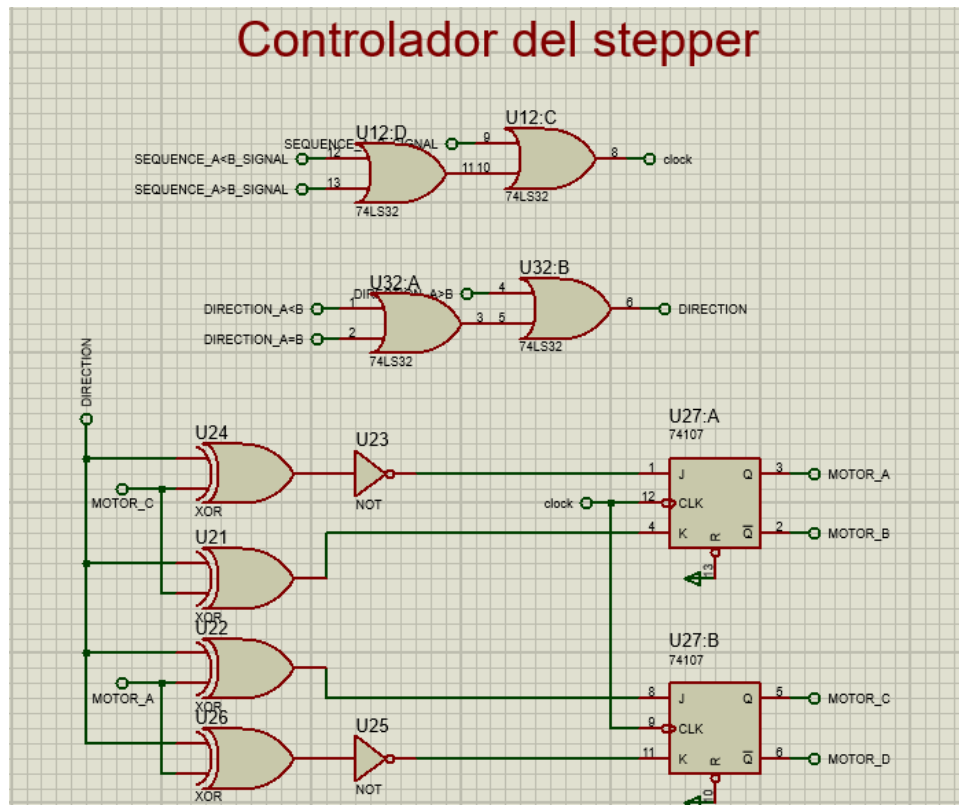 Controlador del stepper
U12:C
U12:D
9
SEQUENCE_A<B_SIGNAL
12
8
clock
11
10
SEQUENCE_A>B_SIGNAL
13
74LS32
74LS32
U32:B
U32:A
4
DIRECTION_A<B
1
6
DIRECTION
3
5
DIRECTION_A=B
2
74LS32
74LS32
DIRECTION
U27:A
74107
U24
U23
1
J
Q
3
MOTOR_A
MOTOR_C
clock
12
CLK
XOR
NOT
U21
4
K
R
Q
2
MOTOR_B
13
XOR
U22
U27:B
74107
MOTOR_A
8
J
Q
5
MOTOR_C
XOR
U26
U25
9
CLK
11
K
R
Q
6
MOTOR_D
XOR
NOT
10